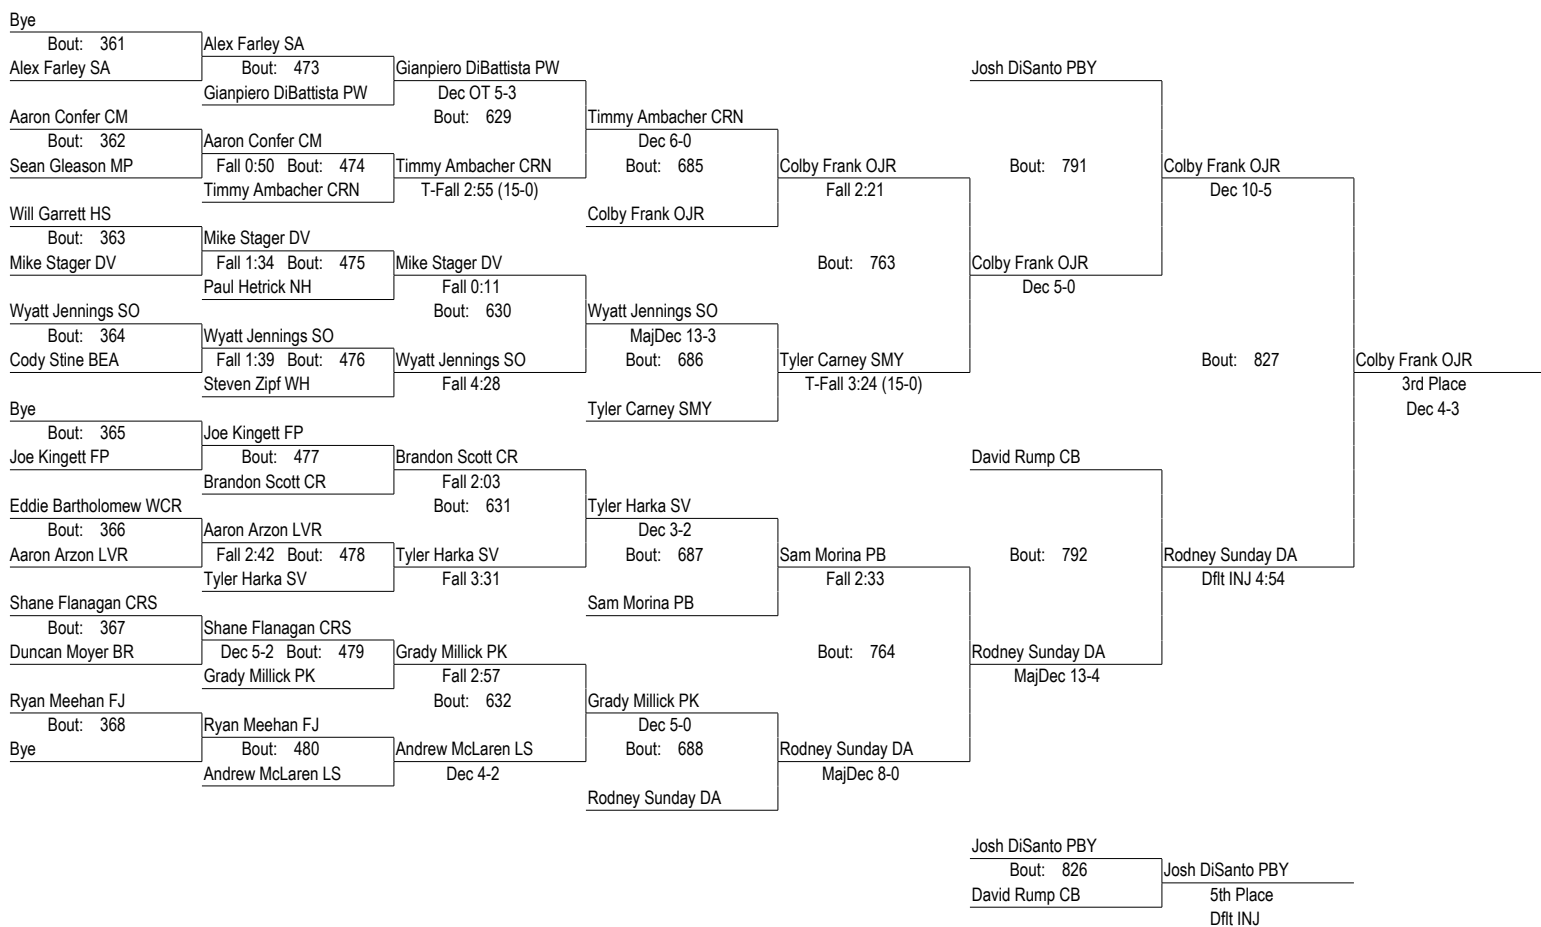 Bye
Bout: 361 Alex Farley SA
Alex Farley SA Bout: 473 Gianpiero DiBattista PW Josh DiSanto PBY
Gianpiero DiBattista PW Dec OT 5-3
Aaron Confer CM Bout: 629 Timmy Ambacher CRN
Bout: 362 Aaron Confer CM Dec 6-0
Sean Gleason MP Fall 0:50 Bout: 474 Timmy Ambacher CRN Bout: 685 Colby Frank OJR Bout: 791 Colby Frank OJR
Timmy Ambacher CRN T-Fall 2:55 (15-0) Fall 2:21 Dec 10-5
Will Garrett HS Colby Frank OJR
Bout: 363 Mike Stager DV
Mike Stager DV Fall 1:34 Bout: 475 Mike Stager DV Bout: 763 Colby Frank OJR
Paul Hetrick NH Fall 0:11 Dec 5-0
Wyatt Jennings SO Bout: 630 Wyatt Jennings SO
Bout: 364 Wyatt Jennings SO MajDec 13-3
Cody Stine BEA Fall 1:39 Bout: 476 Wyatt Jennings SO Bout: 686 Tyler Carney SMY Bout: 827 Colby Frank OJR
Steven Zipf WH Fall 4:28 T-Fall 3:24 (15-0) 3rd Place
Bye Tyler Carney SMY Dec 4-3
Bout: 365 Joe Kingett FP
Joe Kingett FP Bout: 477 Brandon Scott CR David Rump CB
Brandon Scott CR Fall 2:03
Eddie Bartholomew WCR Bout: 631 Tyler Harka SV
Bout: 366 Aaron Arzon LVR Dec 3-2
Aaron Arzon LVR Fall 2:42 Bout: 478 Tyler Harka SV Bout: 687 Sam Morina PB Bout: 792 Rodney Sunday DA
Tyler Harka SV Fall 3:31 Fall 2:33 Dflt INJ 4:54
Shane Flanagan CRS Sam Morina PB
Bout: 367 Shane Flanagan CRS
Duncan Moyer BR Dec 5-2 Bout: 479 Grady Millick PK Bout: 764 Rodney Sunday DA
Grady Millick PK Fall 2:57 MajDec 13-4
Ryan Meehan FJ Bout: 632 Grady Millick PK
Bout: 368 Ryan Meehan FJ Dec 5-0
Bye Bout: 480 Andrew McLaren LS Bout: 688 Rodney Sunday DA
Andrew McLaren LS Dec 4-2 MajDec 8-0
Rodney Sunday DA
Josh DiSanto PBY
Bout: 826 Josh DiSanto PBY
David Rump CB 5th Place
Dflt INJ